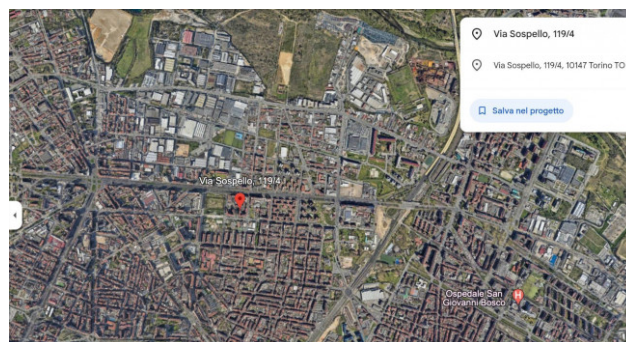 Via Sospello, 119/4
Via Sospello, 119/4, 10147 Torino TO
Salva nel progetto
Via Sospello, 119/4
Ospedale San
Giovanni Bosco
H